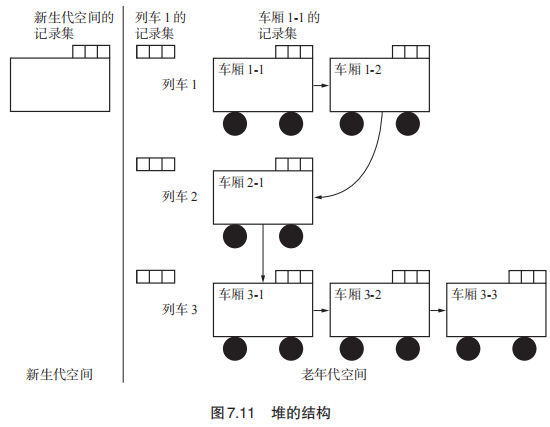 新生代空间的
记录集
列车 1 的
记录集
车厢 1-1 的
记录集
列车 1
车厢 1-1
车厢 1-2
列车 2
车厢 2-1
列车 3
车厢 3-1
车厢 3-2
车厢 3-3
新生代空间
老年代空间
图 7.11 堆的结构